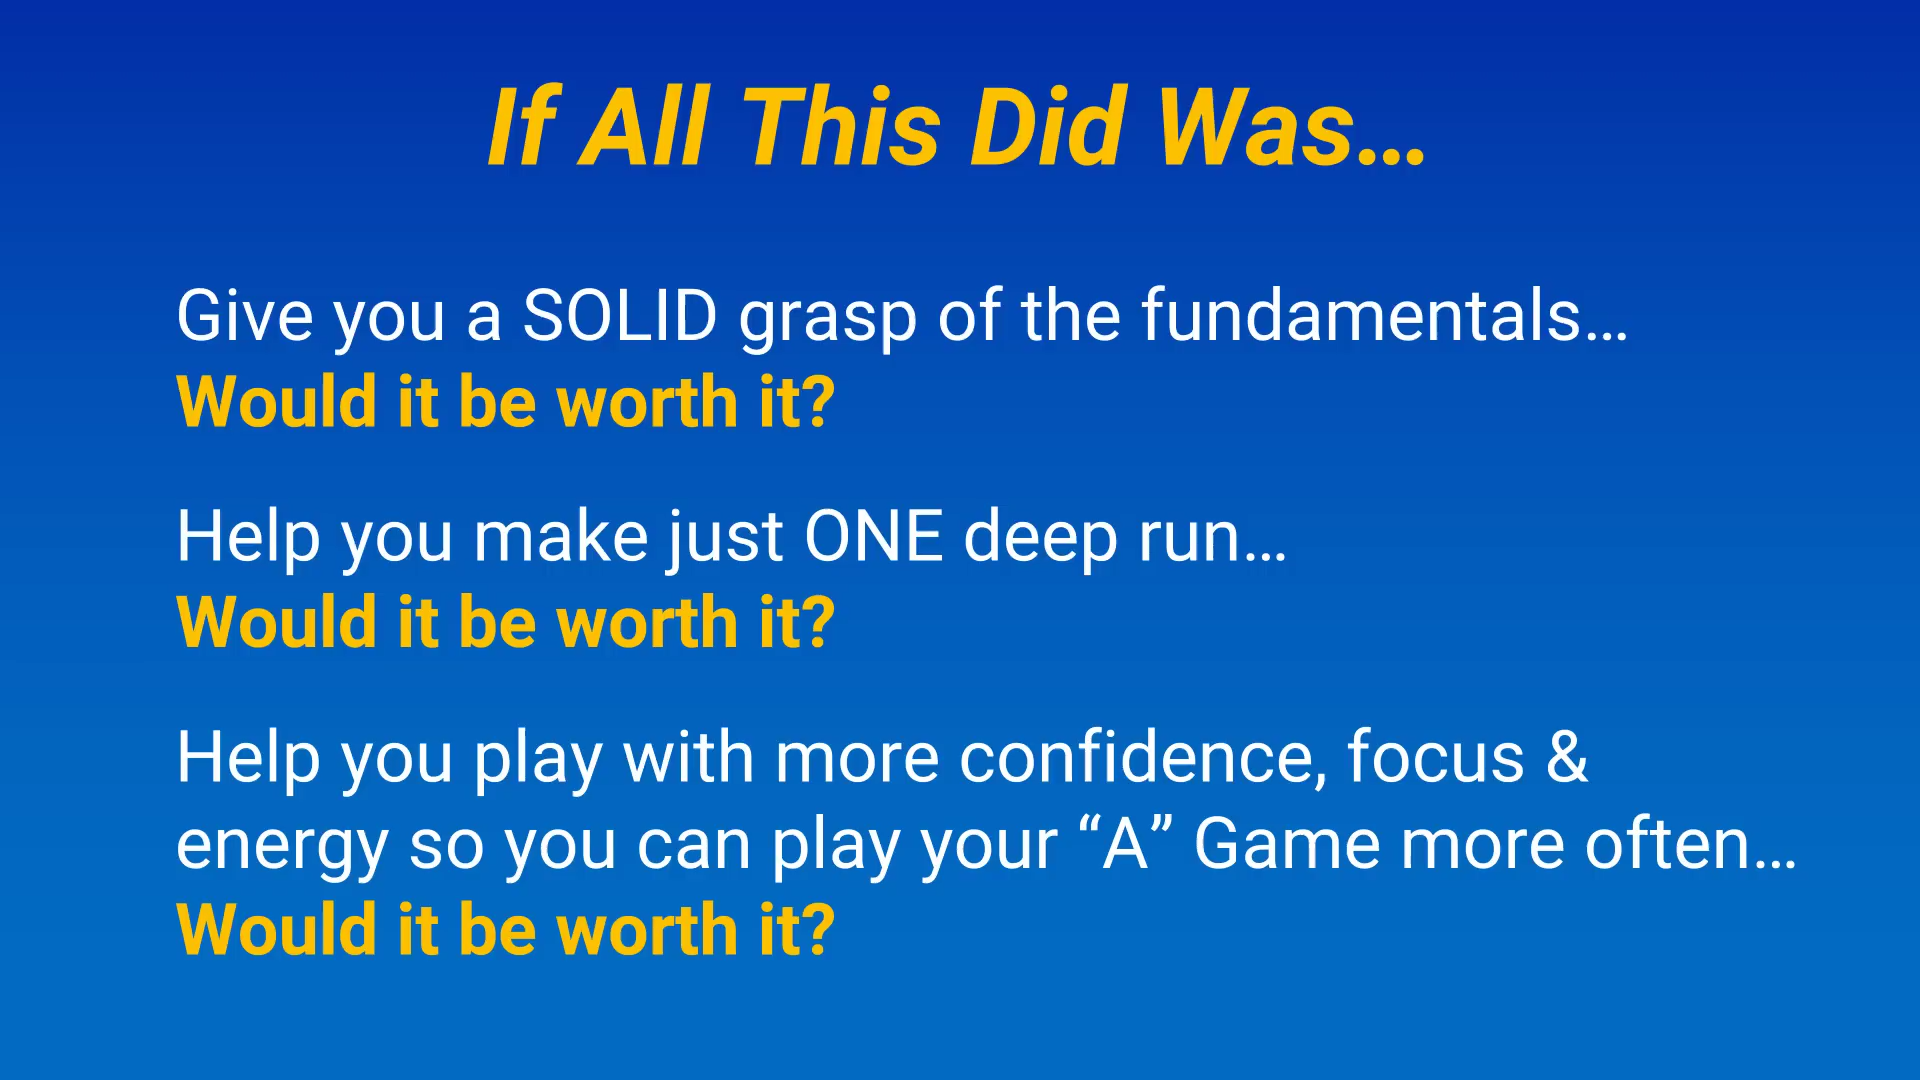 If All This Did Was…
Give you a SOLID grasp of the fundamentals…
Would it be worth it?
Help you make just ONE deep run…
Would it be worth it?
Help you play with more confidence, focus &
energy so you can play your “A” Game more often…
Would it be worth it?